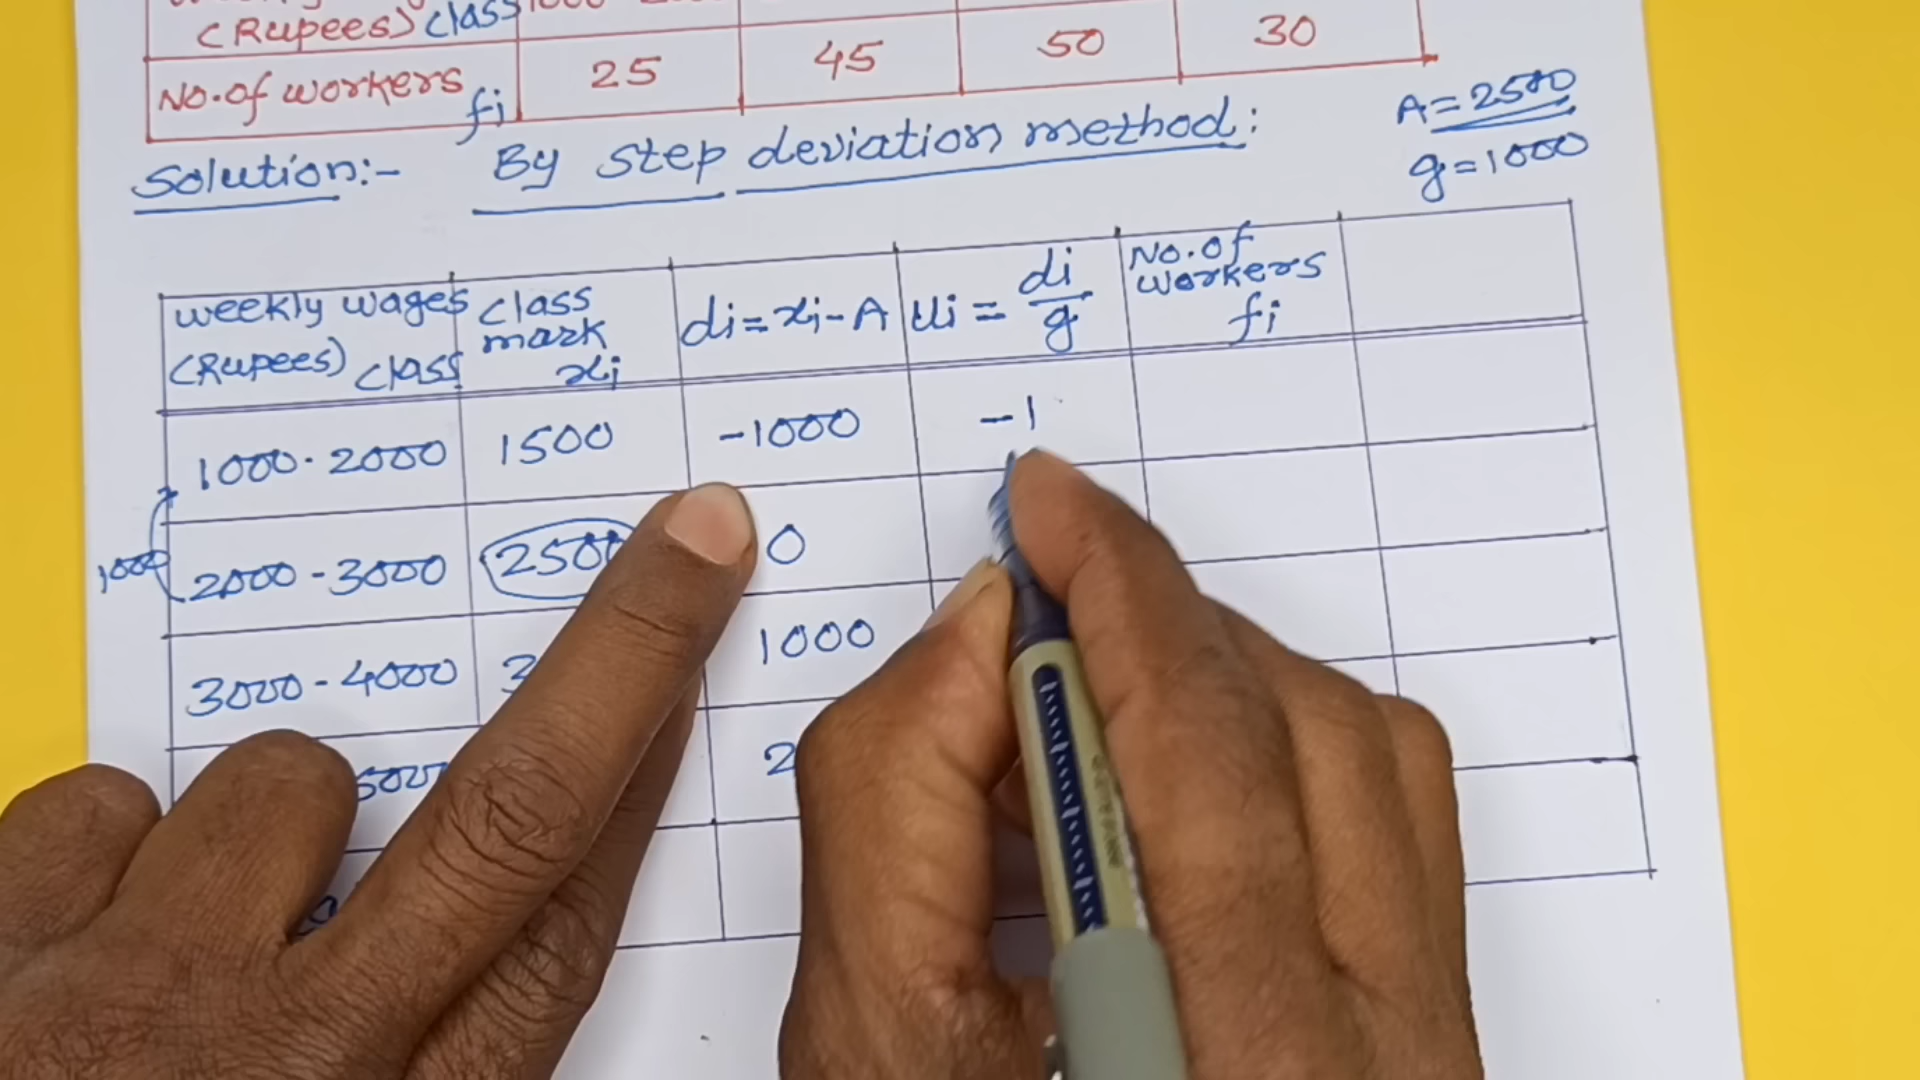 (Rupees) class
No. of workers fi 25 45 50 30
A = 2500
g = 1000
Solution:- By step deviation method:
weekly wages (Rupees) class
class mark xi
di = xi - A
ui = di/g
No. of workers fi
1000 - 2000 1500 -1000 -1
1000
2000 - 3000 2500 0
3000 - 4000 1000